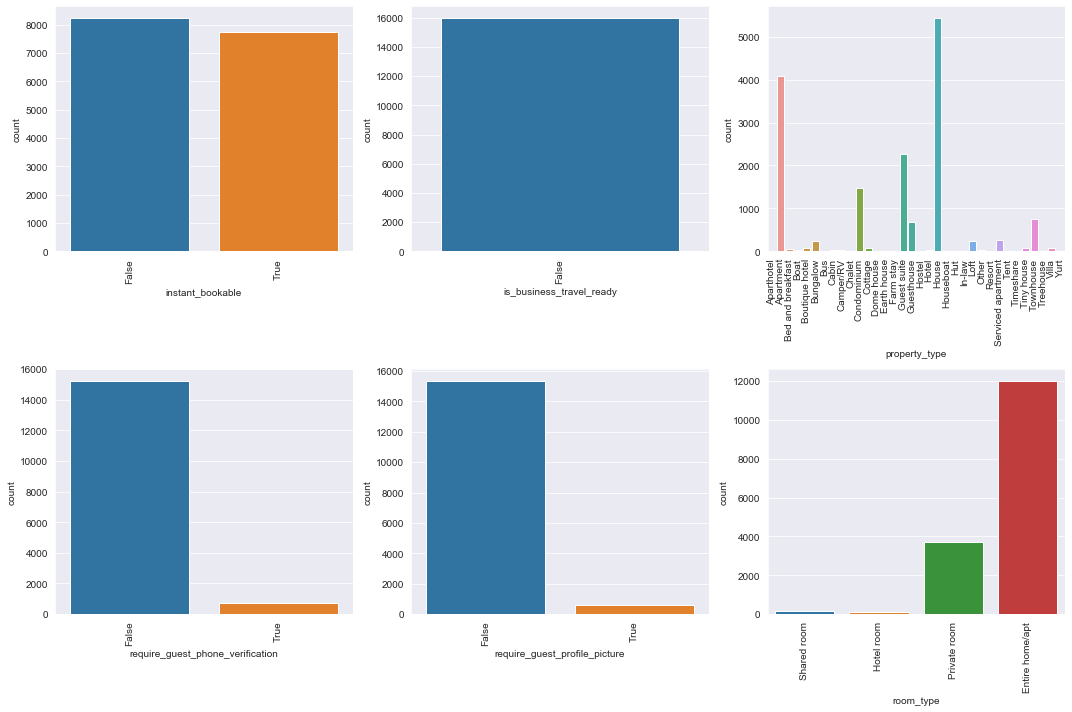 8000
7000
6000
5000
4000
3000
2000
1000
0
count
False
True
instant_bookable
16000
14000
12000
10000
8000
6000
4000
2000
0
count
False
is_business_travel_ready
5000
4000
3000
2000
1000
0
count
Aparthotel
Apartment
Bed and breakfast
Boat
Boutique hotel
Bungalow
Bus
Cabin
Camper/RV
Chalet
Condominium
Cottage
Dome house
Earth house
Farm stay
Guest suite
Guesthouse
Hostel
Hotel
House
Houseboat
Hut
In-law
Loft
Other
Resort
Serviced apartment
Tent
Timeshare
Tiny house
Townhouse
Treehouse
Villa
Yurt
property_type
16000
14000
12000
10000
8000
6000
4000
2000
0
count
False
True
require_guest_phone_verification
16000
14000
12000
10000
8000
6000
4000
2000
0
count
False
True
require_guest_profile_picture
12000
10000
8000
6000
4000
2000
0
count
Shared room
Hotel room
Private room
Entire home/apt
room_type